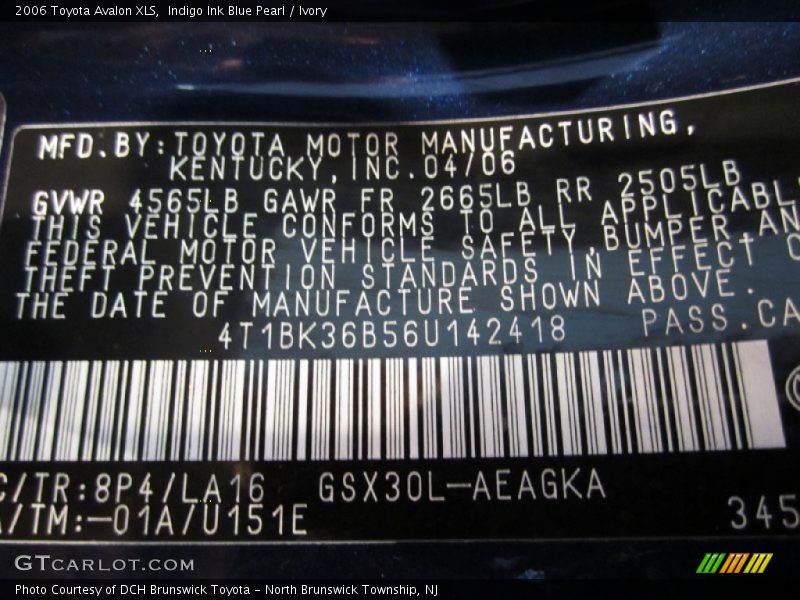 2006 Toyota Avalon XLS,  Indigo Ink Blue Pearl / Ivory
MFD.BY:TOYOTA MOTOR MANUFACTURING,
KENTUCKY,INC.04/06
GVWR 4565LB GAWR FR 2665LB RR 2505LB
THIS VEHICLE CONFORMS TO ALL APPLICABL
FEDERAL MOTOR VEHICLE SAFETY,BUMPER,AN
THEFT PREVENTION STANDARDS IN EFFECT O
THE DATE OF MANUFACTURE SHOWN ABOVE.
4T1BK36B56U142418 PASS.CA
C/TR:8P4/LA16 GSX30L-AEAGKA
A/TM:-01A/U151E 345
GTCARLOT.COM
Photo Courtesy of DCH Brunswick Toyota - North Brunswick Township, NJ